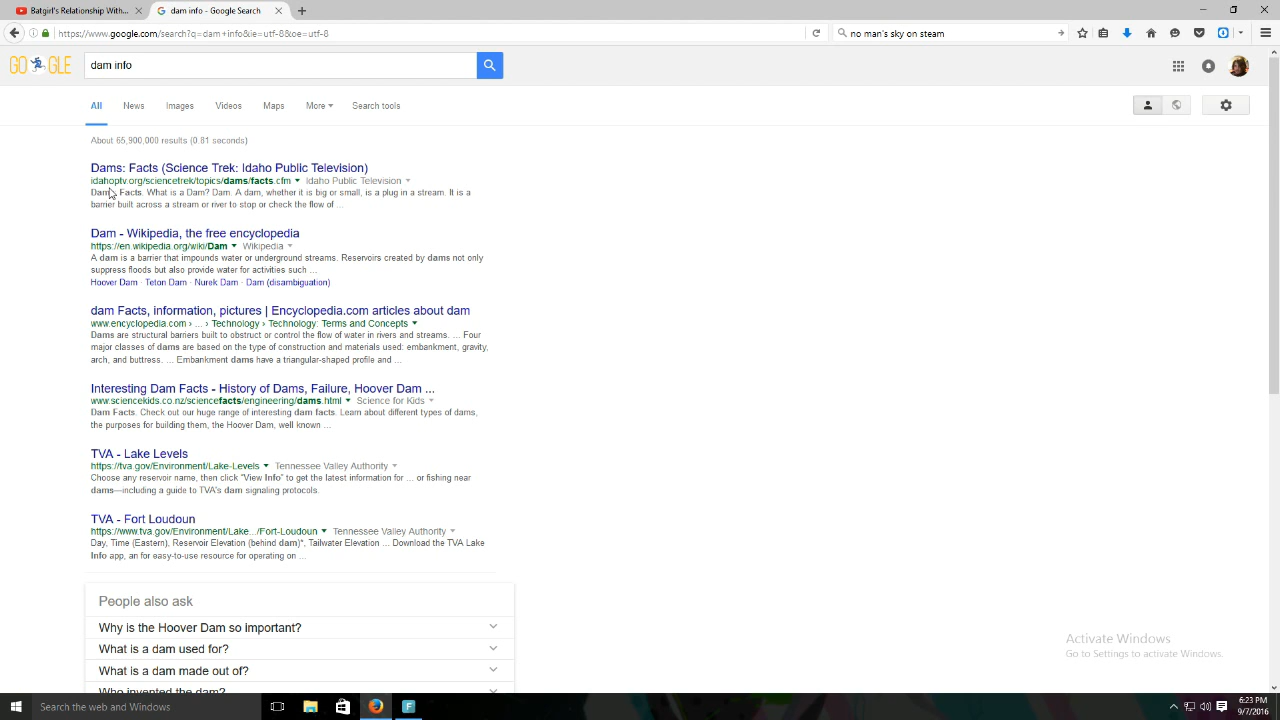 Batgirl's Relationship With...
dam info - Google Search
https://www.google.com/search?q=dam+info&ie=utf-8&oe=utf-8
no man's sky on steam
GO GLE
dam info
All News Images Videos Maps More Search tools
About 65,900,000 results (0.81 seconds)
Dams: Facts (Science Trek: Idaho Public Television)
idahoptv.org/sciencetrek/topics/dams/facts.cfm Idaho Public Television
Dams: Facts. What is a Dam? Dam. A dam, whether it is big or small, is a plug in a stream. It is a
barrier built across a stream or river to stop or check the flow of ...
Dam - Wikipedia, the free encyclopedia
https://en.wikipedia.org/wiki/Dam Wikipedia
A dam is a barrier that impounds water or underground streams. Reservoirs created by dams not only
suppress floods but also provide water for activities such ...
Hoover Dam · Teton Dam · Nurek Dam · Dam (disambiguation)
dam Facts, information, pictures | Encyclopedia.com articles about dam
www.encyclopedia.com › ... › Technology › Technology: Terms and Concepts
Dams are structural barriers built to obstruct or control the flow of water in rivers and streams. ... Four
major classes of dams are based on the type of construction and materials used: embankment, gravity,
arch, and buttress. ... Embankment dams have a triangular-shaped profile and ...
Interesting Dam Facts - History of Dams, Failure, Hoover Dam ...
www.sciencekids.co.nz/sciencefacts/engineering/dams.html Science for Kids
Dam Facts. Check out our huge range of interesting dam facts. Learn about different types of dams,
the purposes for building them, the Hoover Dam, well known ...
TVA - Lake Levels
https://tva.gov/Environment/Lake-Levels Tennessee Valley Authority
Choose any reservoir name, then click "View Info" to get the latest information for ... or fishing near
dams—including a guide to TVA's dam signaling protocols.
TVA - Fort Loudoun
https://www.tva.gov/Environment/Lake.../Fort-Loudoun Tennessee Valley Authority
Day, Time (Eastern), Reservoir Elevation (behind dam)*, Tailwater Elevation ... Download the TVA Lake
Info app, an for easy-to-use resource for operating on ...
People also ask
Why is the Hoover Dam so important?
What is a dam used for?
What is a dam made out of?
Who invented the dam?
Activate Windows
Go to Settings to activate Windows.
Search the web and Windows
F
6:23 PM
9/7/2016